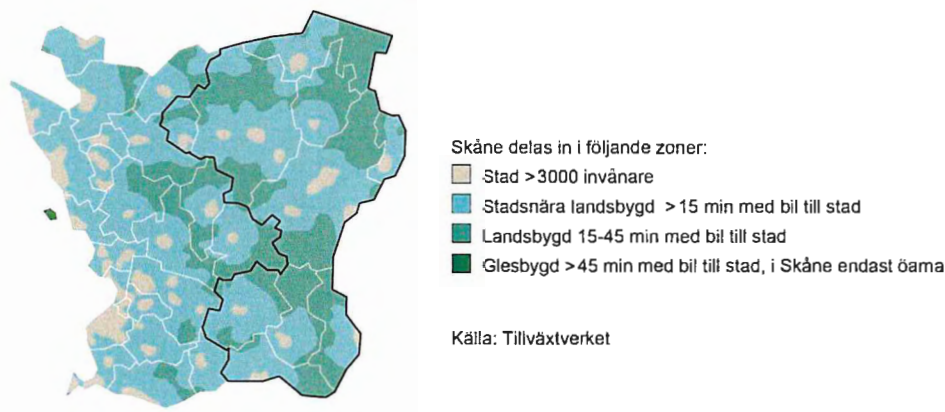 Skåne delas in i följande zoner:
Stad >3000 invånare
Stadsnära landsbygd >15 min med bil till stad
Landsbygd 15-45 min med bil till stad
Glesbygd >45 min med bil till stad, i Skåne endast öarna
Källa: Tillväxtverket